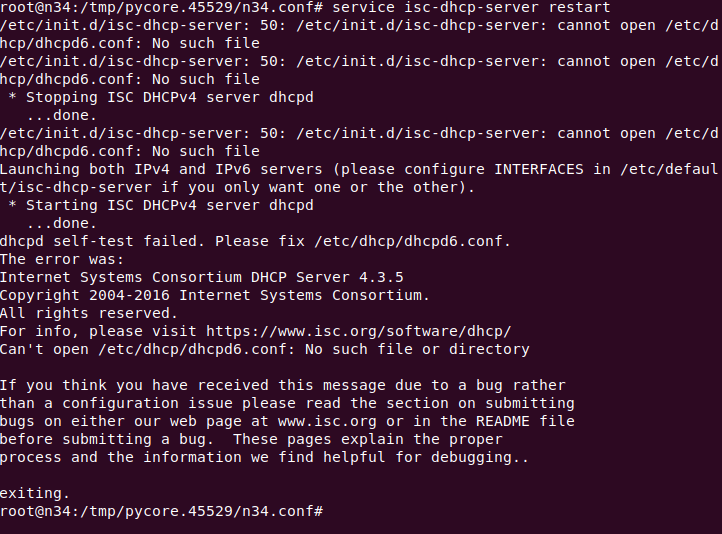 root@n34:/tmp/pycore.45529/n34.conf# service isc-dhcp-server restart
/etc/init.d/isc-dhcp-server: 50: /etc/init.d/isc-dhcp-server: cannot open /etc/d
hcp/dhcpd6.conf: No such file
/etc/init.d/isc-dhcp-server: 50: /etc/init.d/isc-dhcp-server: cannot open /etc/d
hcp/dhcpd6.conf: No such file
 * Stopping ISC DHCPv4 server dhcpd
   ...done.
/etc/init.d/isc-dhcp-server: 50: /etc/init.d/isc-dhcp-server: cannot open /etc/d
hcp/dhcpd6.conf: No such file
Launching both IPv4 and IPv6 servers (please configure INTERFACES in /etc/defaul
t/isc-dhcp-server if you only want one or the other).
 * Starting ISC DHCPv4 server dhcpd
   ...done.
dhcpd self-test failed. Please fix /etc/dhcp/dhcpd6.conf.
The error was:
Internet Systems Consortium DHCP Server 4.3.5
Copyright 2004-2016 Internet Systems Consortium.
All rights reserved.
For info, please visit https://www.isc.org/software/dhcp/
Can't open /etc/dhcp/dhcpd6.conf: No such file or directory

If you think you have received this message due to a bug rather
than a configuration issue please read the section on submitting
bugs on either our web page at www.isc.org or in the README file
before submitting a bug.  These pages explain the proper
process and the information we find helpful for debugging..

exiting.
root@n34:/tmp/pycore.45529/n34.conf#